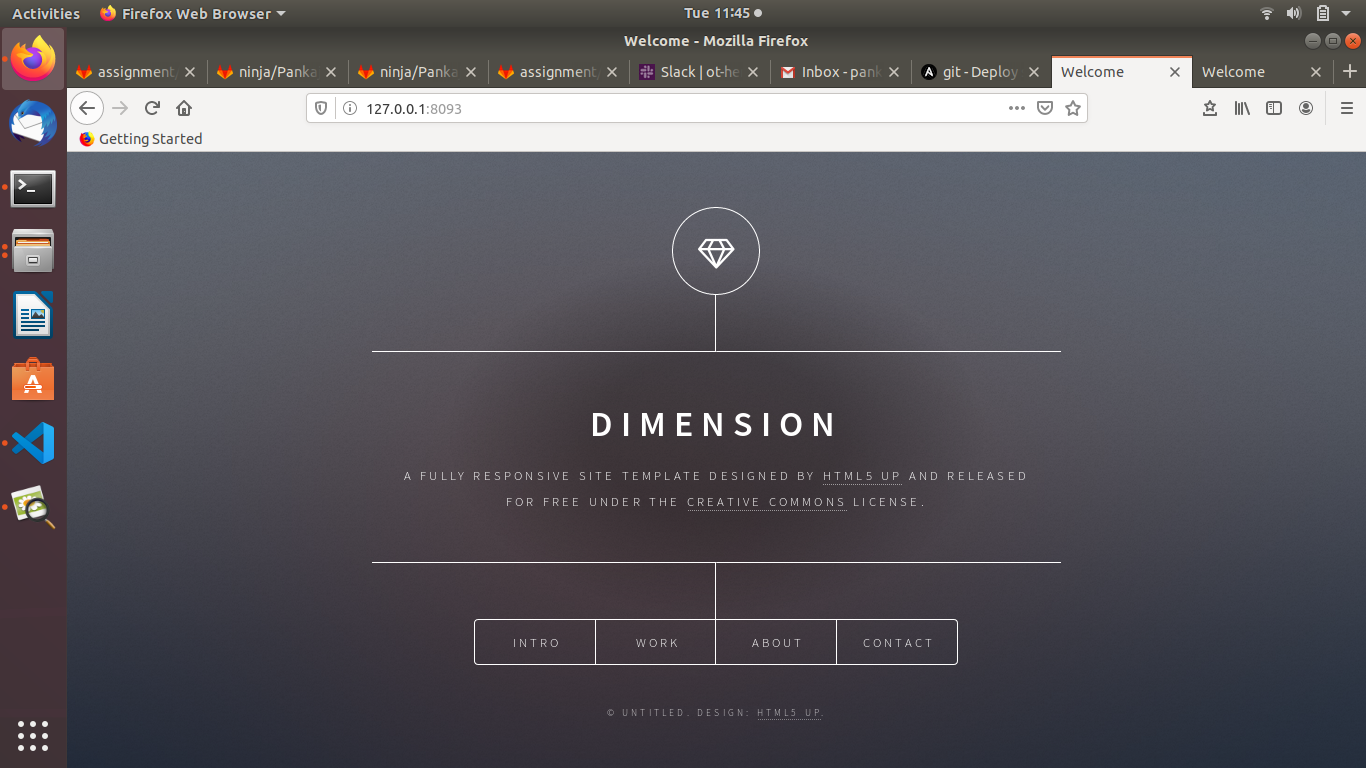 Activities Firefox Web Browser Tue 11:45
Welcome - Mozilla Firefox
assignment ninja/Panka ninja/Panka assignment Slack | ot-he Inbox - pank git - Deploy Welcome Welcome
127.0.0.1:8093
Getting Started
DIMENSION
A FULLY RESPONSIVE SITE TEMPLATE DESIGNED BY HTML5 UP AND RELEASED
FOR FREE UNDER THE CREATIVE COMMONS LICENSE.
INTRO WORK ABOUT CONTACT
© UNTITLED. DESIGN: HTML5 UP.